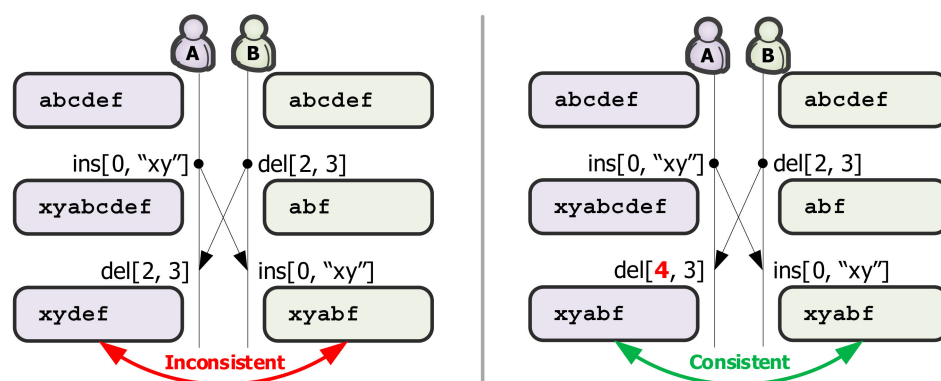 A B
abcdef abcdef
ins[0, “xy”] del[2, 3]
xyabcdef abf
del[2, 3] ins[0, “xy”]
xydef xyabf
Inconsistent
A B
abcdef abcdef
ins[0, “xy”] del[2, 3]
xyabcdef abf
del[4, 3] ins[0, “xy”]
xyabf xyabf
Consistent